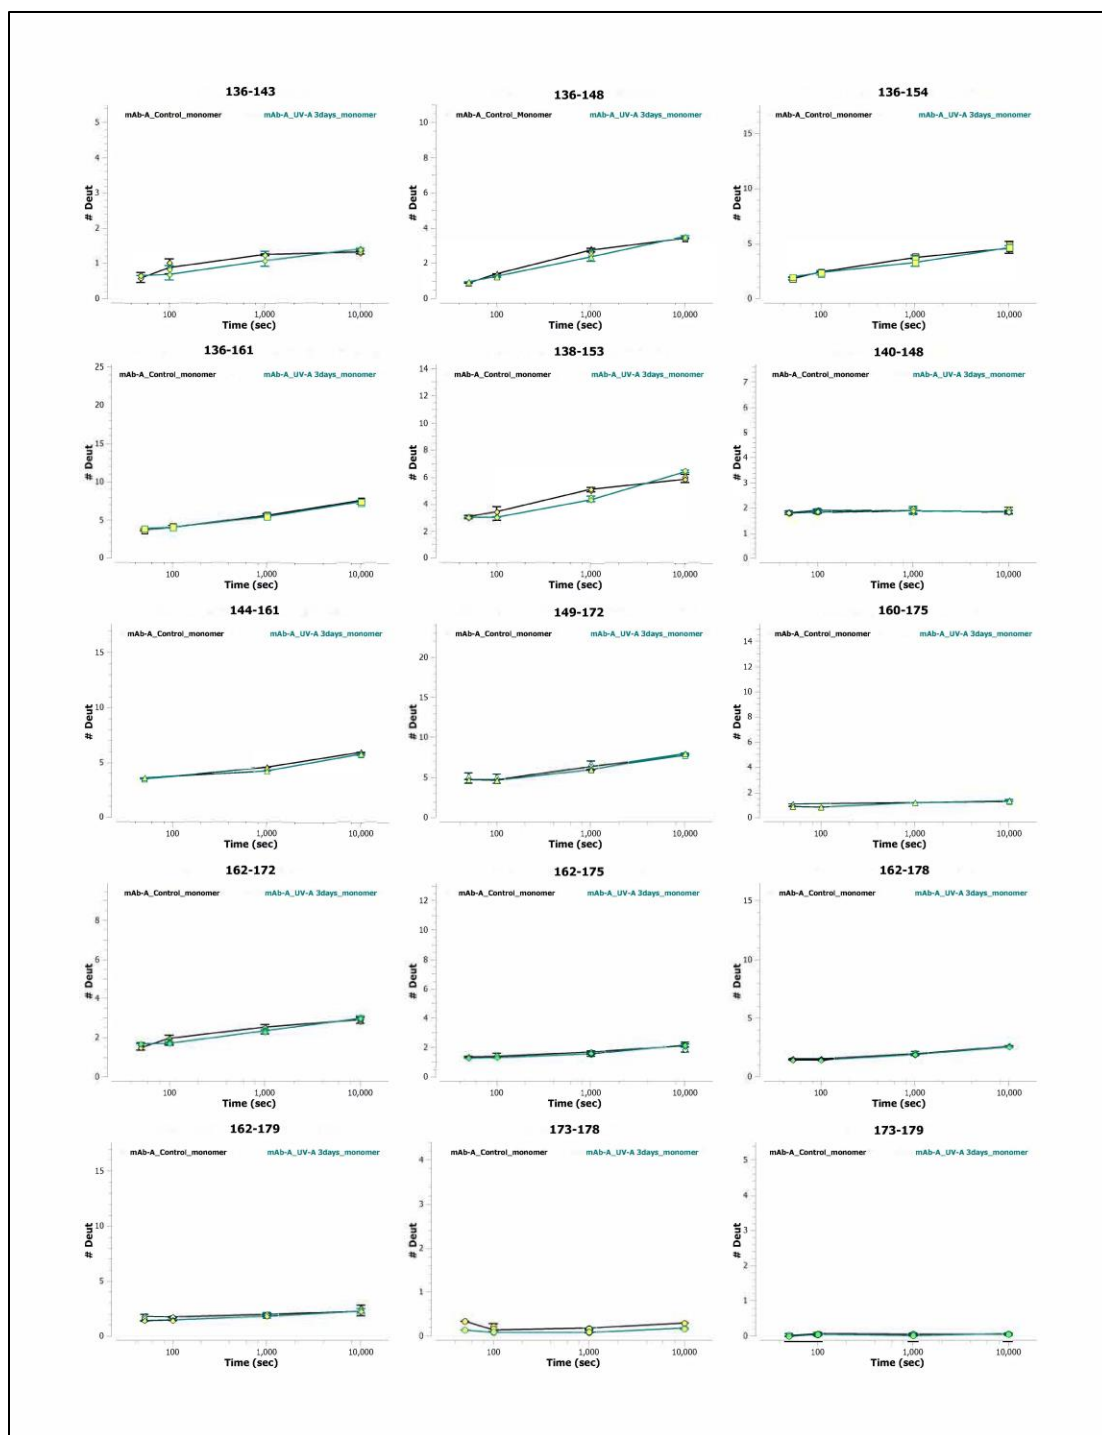 136-143
mAb-A_Control_monomer mAb-A_UV-A 3days_monomer
# Deut
5
4
3
2
1
0
100 1,000 10,000
Time (sec)
136-148
mAb-A_Control_Monomer mAb-A_UV-A 3days_monomer
# Deut
10
8
6
4
2
0
100 1,000 10,000
Time (sec)
136-154
mAb-A_Control_monomer mAb-A_UV-A 3days_monomer
# Deut
15
10
5
0
100 1,000 10,000
Time (sec)
136-161
mAb-A_Control_monomer mAb-A_UV-A 3days_monomer
# Deut
25
20
15
10
5
0
100 1,000 10,000
Time (sec)
138-153
mAb-A_Control_monomer mAb-A_UV-A 3days_monomer
# Deut
14
12
10
8
6
4
2
0
100 1,000 10,000
Time (sec)
140-148
mAb-A_Control_monomer mAb-A_UV-A 3days_monomer
# Deut
7
6
5
4
3
2
1
0
100 1,000 10,000
Time (sec)
144-161
mAb-A_Control_monomer mAb-A_UV-A 3days_monomer
# Deut
15
10
5
0
100 1,000 10,000
Time (sec)
149-172
mAb-A_Control_monomer mAb-A_UV-A 3days_monomer
# Deut
20
15
10
5
0
100 1,000 10,000
Time (sec)
160-175
mAb-A_Control_monomer mAb-A_UV-A 3days_monomer
# Deut
14
12
10
8
6
4
2
0
100 1,000 10,000
Time (sec)
162-172
mAb-A_Control_monomer mAb-A_UV-A 3days_monomer
# Deut
8
6
4
2
0
100 1,000 10,000
Time (sec)
162-175
mAb-A_Control_monomer mAb-A_UV-A 3days_monomer
# Deut
12
10
8
6
4
2
0
100 1,000 10,000
Time (sec)
162-178
mAb-A_Control_monomer mAb-A_UV-A 3days_monomer
# Deut
15
10
5
0
100 1,000 10,000
Time (sec)
162-179
mAb-A_Control_monomer mAb-A_UV-A 3days_monomer
# Deut
15
10
5
0
100 1,000 10,000
Time (sec)
173-178
mAb-A_Control_monomer mAb-A_UV-A 3days_monomer
# Deut
4
3
2
1
0
100 1,000 10,000
Time (sec)
173-179
mAb-A_Control_monomer mAb-A_UV-A 3days_monomer
# Deut
5
4
3
2
1
0
100 1,000 10,000
Time (sec)